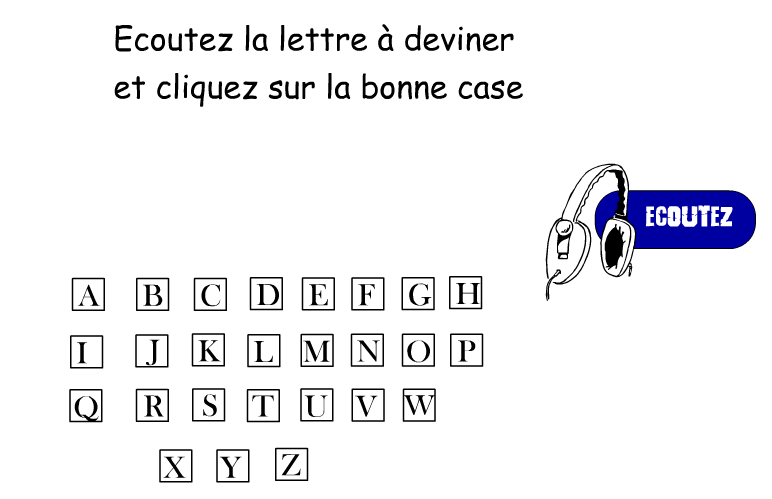 Ecoutez la lettre à deviner
et cliquez sur la bonne case
ECOUTEZ
A B C D E F G H
I J K L M N O P
Q R S T U V W
X Y Z